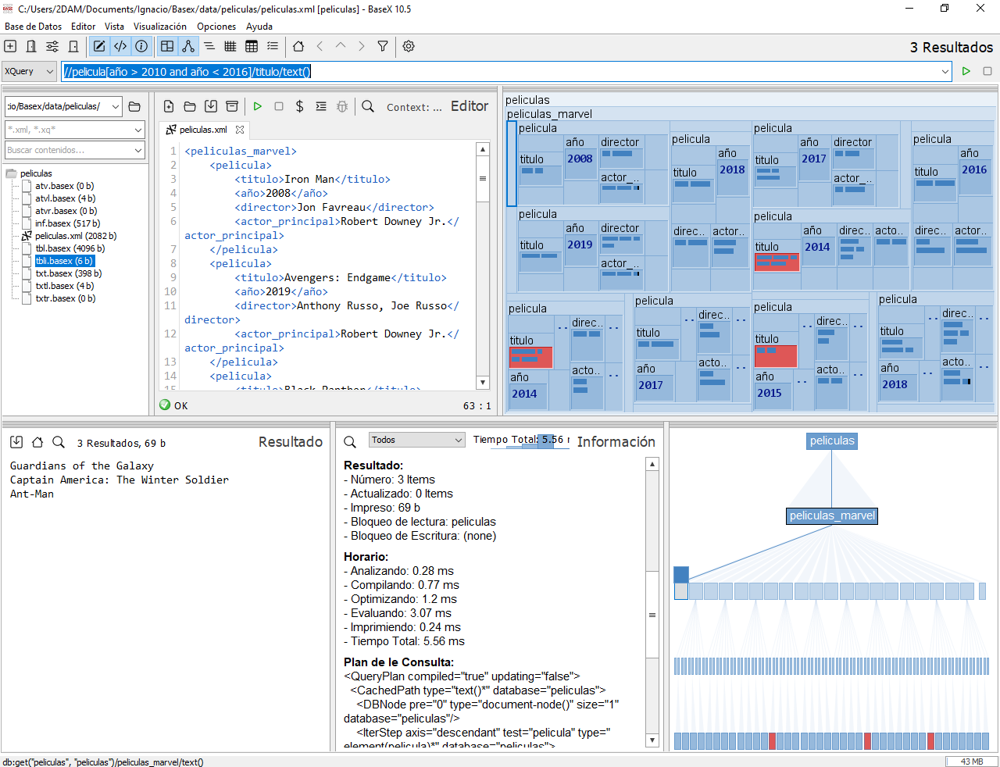 C:/Users/2DAM/Documents/Ignacio/Basex/data/peliculas/peliculas.xml [peliculas] - BaseX 10.5
Base de Datos Editor Vista Visualización Opciones Ayuda
3 Resultados
XQuery //pelicula[año > 2010 and año < 2016]/titulo/text()
:io/Basex/data/peliculas/
*.xml, *.xq*
Buscar contenidos...
peliculas
atv.basex (0 b)
atvl.basex (4 b)
atvr.basex (0 b)
inf.basex (517 b)
peliculas.xml (2082 b)
tbl.basex (4096 b)
tbli.basex (6 b)
txt.basex (398 b)
txtl.basex (4 b)
txtr.basex (0 b)
Context: ... Editor
peliculas.xml
1 <peliculas_marvel>
2 <pelicula>
3 <titulo>Iron Man</titulo>
4 <año>2008</año>
5 <director>Jon Favreau</director>
6 <actor_principal>Robert Downey Jr.</
actor_principal>
7 </pelicula>
8 <pelicula>
9 <titulo>Avengers: Endgame</titulo>
10 <año>2019</año>
11 <director>Anthony Russo, Joe Russo</
director>
12 <actor_principal>Robert Downey Jr.</
actor_principal>
13 </pelicula>
14 <pelicula>
15 <titulo>Black Panther</titulo>
OK 63 : 1
peliculas
peliculas_marvel
pelicula
titulo
año
2008
director
actor_...
pelicula
titulo
año
2018
direc...
actor...
pelicula
titulo
año
2017
director
actor_...
pelicula
titulo
año
2016
direc...
actor...
pelicula
titulo
año
2019
director
actor_...
pelicula
titulo
año
2014
direc...
acto...
pelicula
titulo
..
direc...
..
año
2014
acto..
..
pelicula
titulo
..
direc...
..
año
2017
acto..
..
pelicula
titulo
..
direc..
..
año
2015
acto..
..
pelicula
titulo
..
direc...
..
año
2018
acto..
..
3 Resultados, 69 b Resultado
Guardians of the Galaxy
Captain America: The Winter Soldier
Ant-Man
Todos Tiempo Total: 5.56 Información
Resultado:
- Número: 3 Items
- Actualizado: 0 Items
- Impreso: 69 b
- Bloqueo de lectura: peliculas
- Bloqueo de Escritura: (none)
Horario:
- Analizando: 0.28 ms
- Compilando: 0.77 ms
- Optimizando: 1.2 ms
- Evaluando: 3.07 ms
- Imprimiendo: 0.24 ms
- Tiempo Total: 5.56 ms
Plan de le Consulta:
<QueryPlan compiled="true" updating="false">
<CachedPath type="text()*" database="peliculas">
<DBNode pre="0" type="document-node()" size="1"
database="peliculas"/>
<IterStep axis="descendant" test="pelicula" type="
element(pelicula)*" database="peliculas">
peliculas
peliculas_marvel
db:get("peliculas", "peliculas")/peliculas_marvel/text()
43 MB